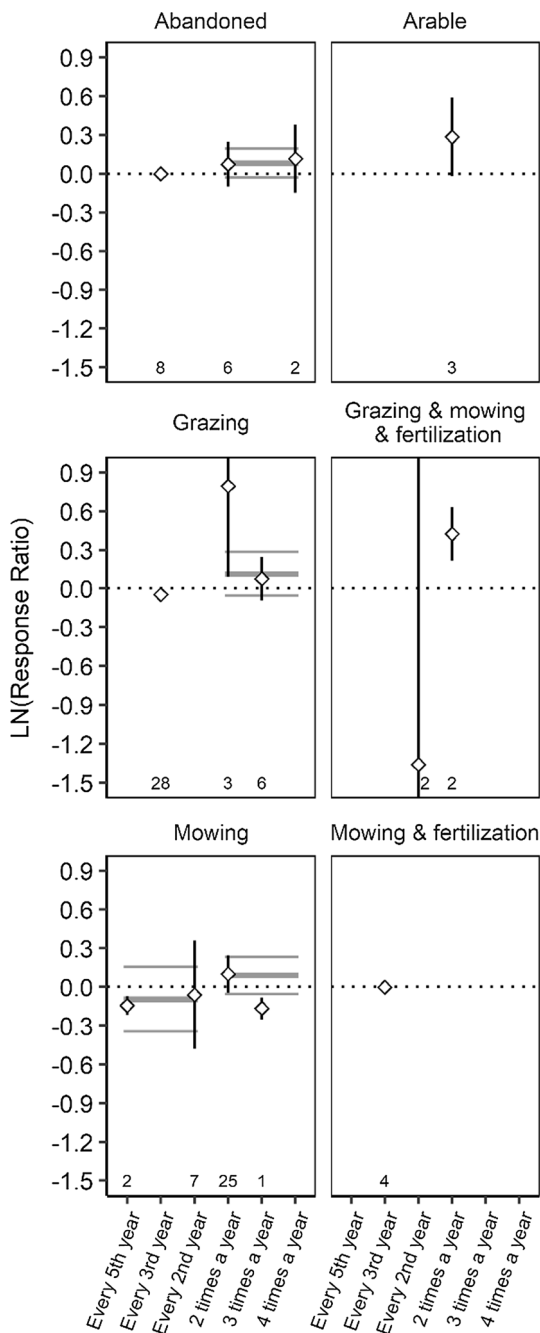 Abandoned
Arable
0.9
0.6
0.3
0.0
-0.3
-0.6
-0.9
-1.2
-1.5
8 6 2
3
Grazing
Grazing & mowing
& fertilization
LN(Response Ratio)
0.9
0.6
0.3
0.0
-0.3
-0.6
-0.9
-1.2
-1.5
28 3 6
2 2
Mowing
Mowing & fertilization
0.9
0.6
0.3
0.0
-0.3
-0.6
-0.9
-1.2
-1.5
2 7 25 1
4
Every 5th year
Every 3rd year
Every 2nd year
2 times a year
3 times a year
4 times a year
Every 5th year
Every 3rd year
Every 2nd year
2 times a year
3 times a year
4 times a year